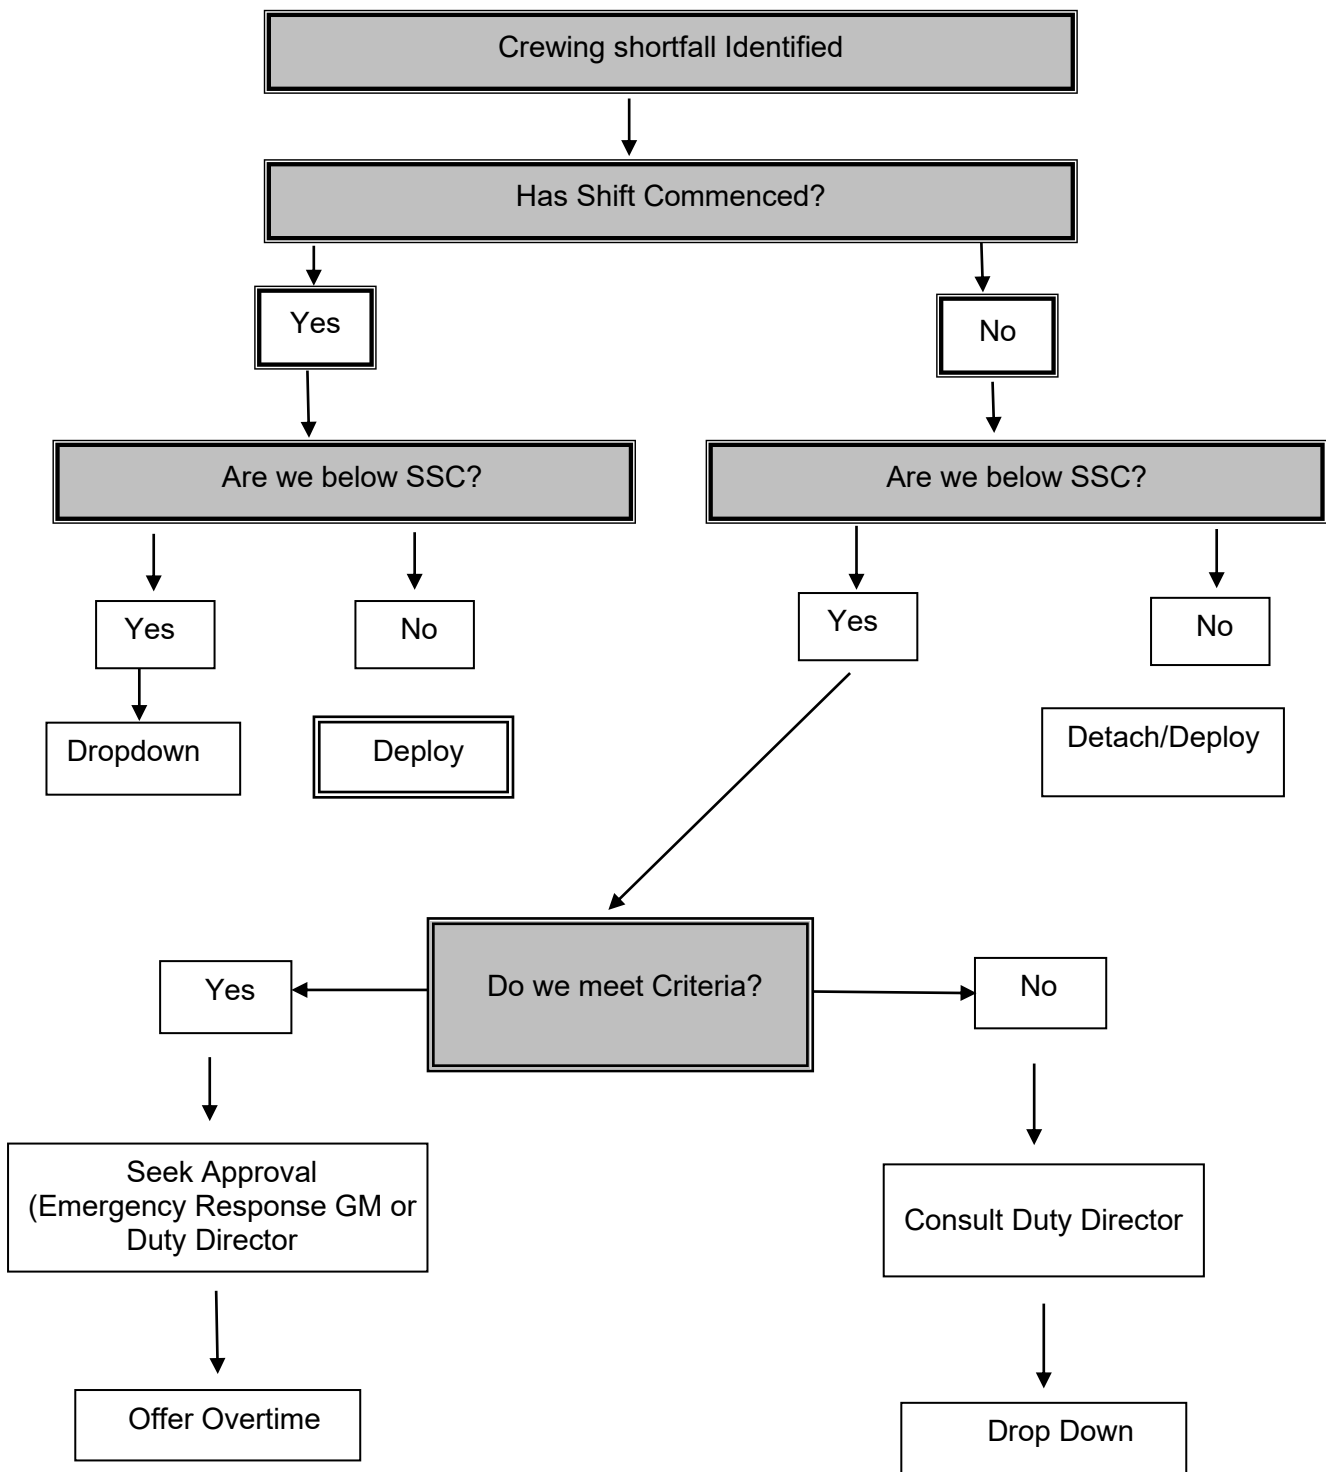 Crewing shortfall Identified
Has Shift Commenced?
Yes
No
Are we below SSC?
Are we below SSC?
Yes
No
Yes
No
Dropdown
Deploy
Detach/Deploy
Do we meet Criteria?
Yes
No
Seek Approval
(Emergency Response GM or
Duty Director
Consult Duty Director
Offer Overtime
Drop Down